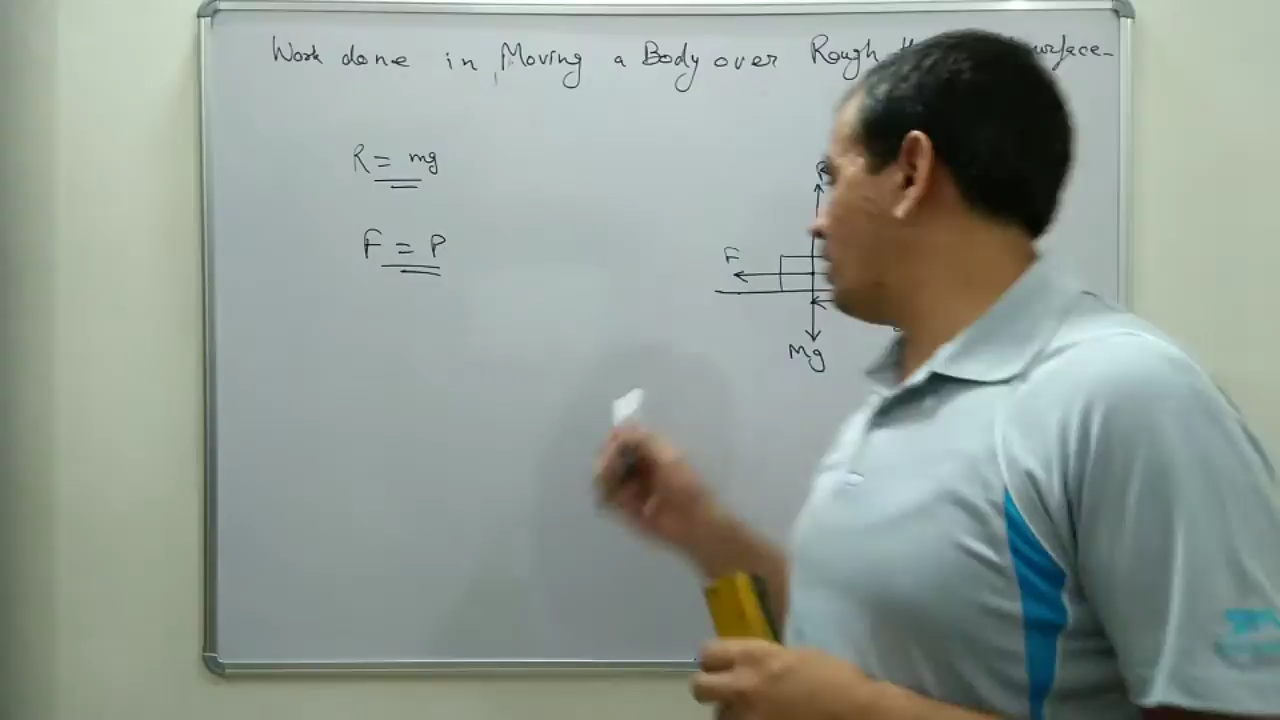 Work done in Moving a Body over Rough
R = mg
F = P
R
F
Mg